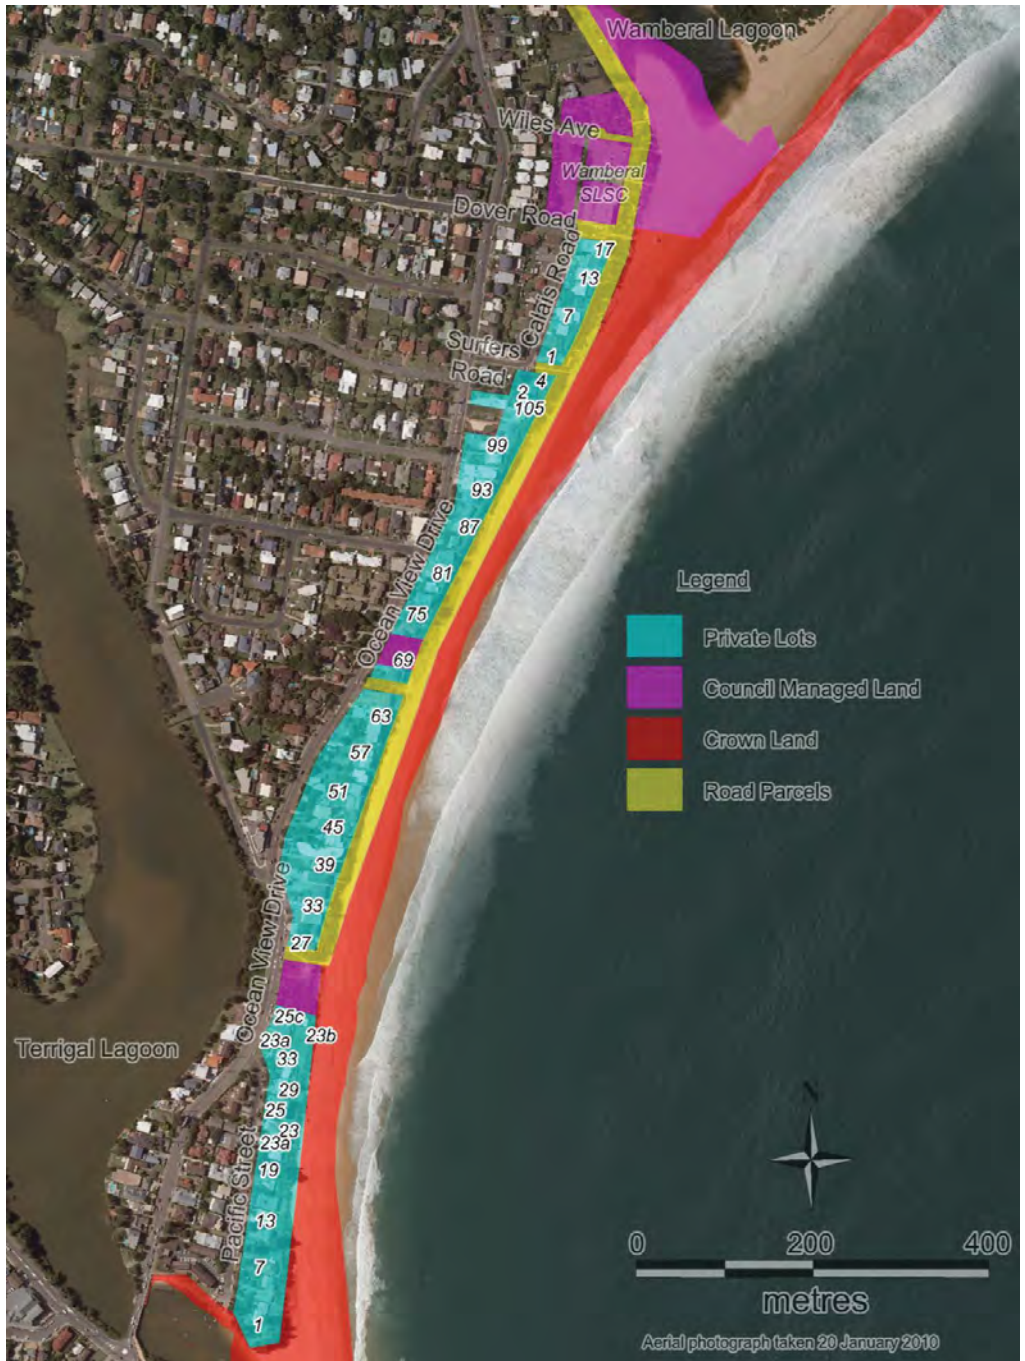 Wamberal Lagoon
Wiles Ave
Wamberal
SLSC
Dover Road
Calais Road
17
13
7
1
Surfers
Road
4
2
105
99
93
87
81
75
Ocean View Drive
69
63
57
51
45
39
33
27
Ocean View Drive
25c
23b
23a
33
29
25
23
23a
19
13
7
1
Pacific Street
Terrigal Lagoon
Legend
Private Lots
Council Managed Land
Crown Land
Road Parcels
N
0 200 400
metres
Aerial photograph taken 20 January 2010